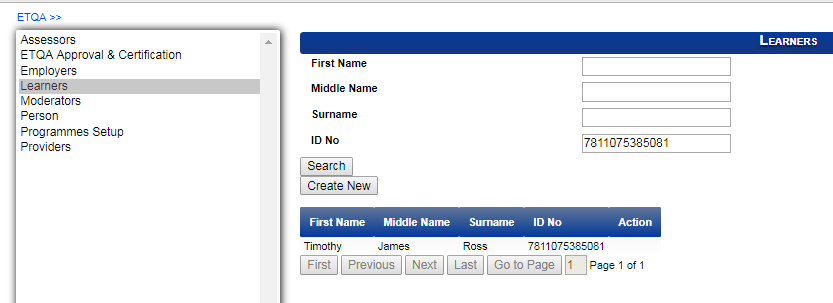 ETQA >>
Assessors
ETQA Approval & Certification
Employers
Learners
Moderators
Person
Programmes Setup
Providers
LEARNERS
First Name
Middle Name
Surname
ID No 7811075385081
Search
Create New
First Name Middle Name Surname ID No Action
Timothy James Ross 7811075385081
First Previous Next Last Go to Page 1 Page 1 of 1